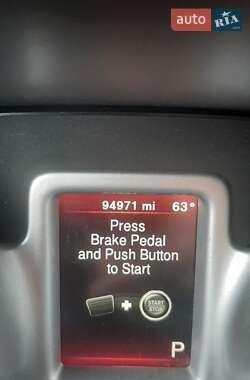 auto RIA
94971 mi 63°
Press
Brake Pedal
and Push Button
to Start
+ START STOP
P